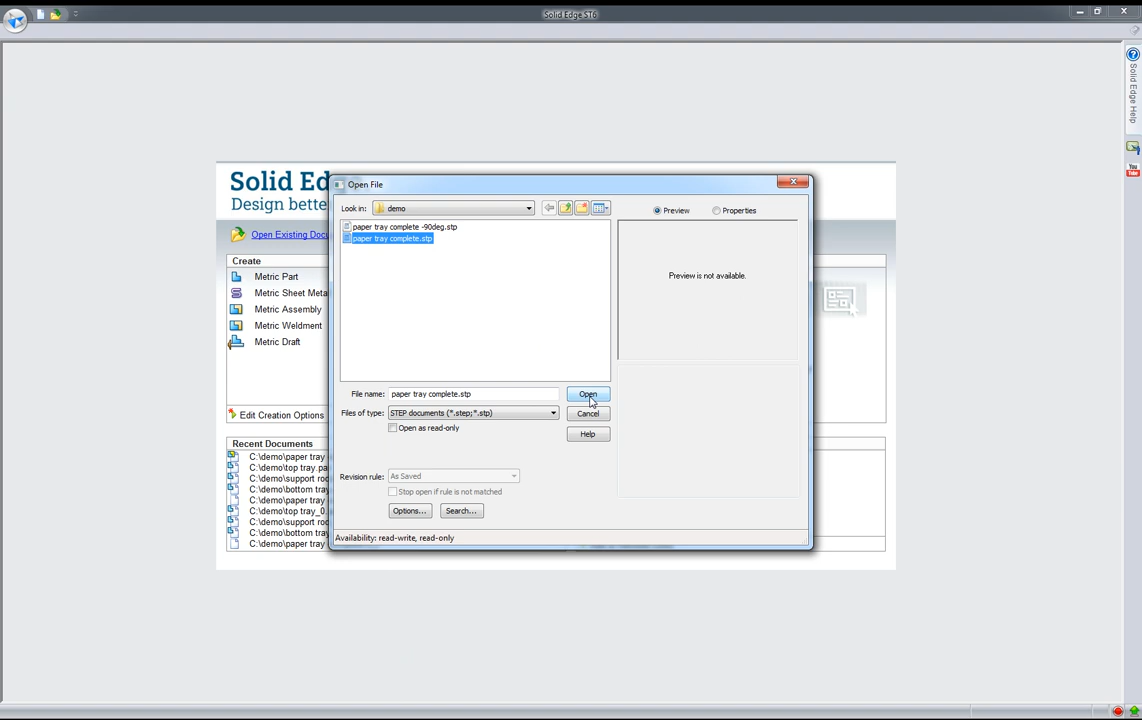 Solid Edge ST6
Solid Edge Help
You
Tube
Solid Ed
Design bette
Open Existing Docu
Create
Metric Part
Metric Sheet Meta
Metric Assembly
Metric Weldment
Metric Draft
Edit Creation Options
Recent Documents
C:\demo\paper tray
C:\demo\top tray.pa
C:\demo\support roo
C:\demo\bottom tray
C:\demo\paper tray
C:\demo\top tray_0.
C:\demo\support roo
C:\demo\bottom tray
C:\demo\paper tray
Open File
Look in:
demo
Preview
Properties
paper tray complete -90deg.stp
paper tray complete.stp
Preview is not available.
File name:
paper tray complete.stp
Open
Files of type:
STEP documents (*.step;*.stp)
Cancel
Open as read-only
Help
Revision rule:
As Saved
Stop open if rule is not matched
Options...
Search...
Availability: read-write, read-only